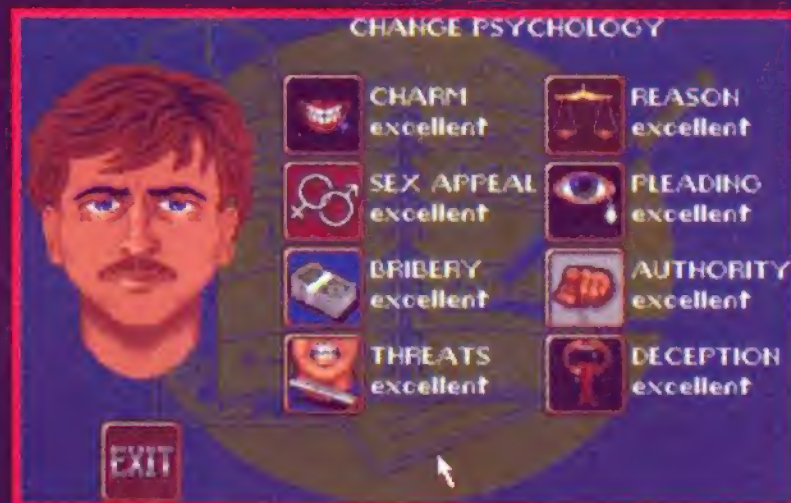 CHANGE PSYCHOLOGY
CHARM
excellent
REASON
excellent
SEX APPEAL
excellent
PLEADING
excellent
BRIBERY
excellent
AUTHORITY
excellent
THREATS
excellent
DECEPTION
excellent
EXIT